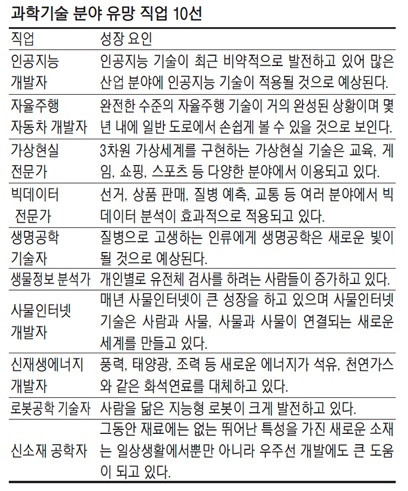 과학기술 분야 유망 직업 10선
직업 성장 요인
인공지능 개발자 인공지능 기술이 최근 비약적으로 발전하고 있어 많은
산업 분야에 인공지능 기술이 적용될 것으로 예상된다.
자율주행 자동차 개발자 완전한 수준의 자율주행 기술이 거의 완성된 상황이며 몇
년 내에 일반 도로에서 손쉽게 볼 수 있을 것으로 보인다.
가상현실 전문가 3차원 가상세계를 구현하는 가상현실 기술은 교육, 게
임, 쇼핑, 스포츠 등 다양한 분야에서 이용되고 있다.
빅데이터 전문가 선거, 상품 판매, 질병 예측, 교통 등 여러 분야에서 빅
데이터 분석이 효과적으로 적용되고 있다.
생명공학 기술자 질병으로 고생하는 인류에게 생명공학은 새로운 빛이
될 것으로 예상된다.
생물정보 분석가 개인별로 유전체 검사를 하려는 사람들이 증가하고 있다.
사물인터넷 개발자 매년 사물인터넷이 큰 성장을 하고 있으며 사물인터넷
기술은 사람과 사물, 사물과 사물이 연결되는 새로운
세계를 만들고 있다.
신재생에너지 개발자 풍력, 태양광, 조력 등 새로운 에너지가 석유, 천연가스
와 같은 화석연료를 대체하고 있다.
로봇공학 기술자 사람을 닮은 지능형 로봇이 크게 발전하고 있다.
신소재 공학자 그동안 재료에는 없는 뛰어난 특성을 가진 새로운 소재
는 일상생활에서뿐만 아니라 우주선 개발에도 큰 도움
이 되고 있다.